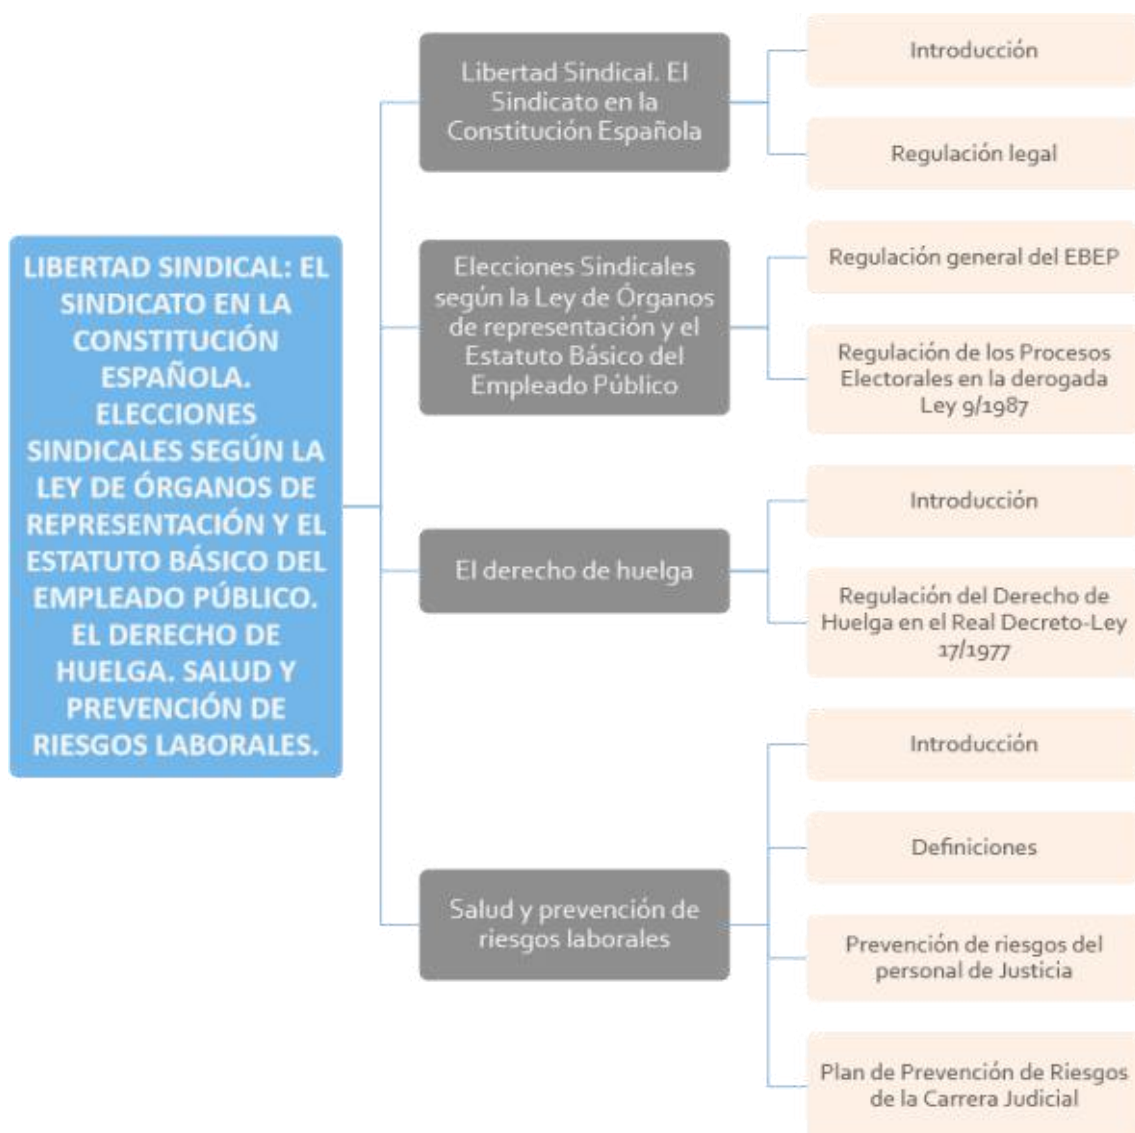 LIBERTAD SINDICAL: EL
SINDICATO EN LA
CONSTITUCIÓN
ESPAÑOLA.
ELECCIONES
SINDICALES SEGÚN LA
LEY DE ÓRGANOS DE
REPRESENTACIÓN Y EL
ESTATUTO BÁSICO DEL
EMPLEADO PÚBLICO.
EL DERECHO DE
HUELGA. SALUD Y
PREVENCIÓN DE
RIESGOS LABORALES.
Libertad Sindical. El
Sindicato en la
Constitución Española
Introducción
Regulación legal
Elecciones Sindicales
según la Ley de Órganos
de representación y el
Estatuto Básico del
Empleado Público
Regulación general del EBEP
Regulación de los Procesos
Electorales en la derogada
Ley 9/1987
El derecho de huelga
Introducción
Regulación del Derecho de
Huelga en el Real Decreto-Ley
17/1977
Salud y prevención de
riesgos laborales
Introducción
Definiciones
Prevención de riesgos del
personal de Justicia
Plan de Prevención de Riesgos
de la Carrera Judicial